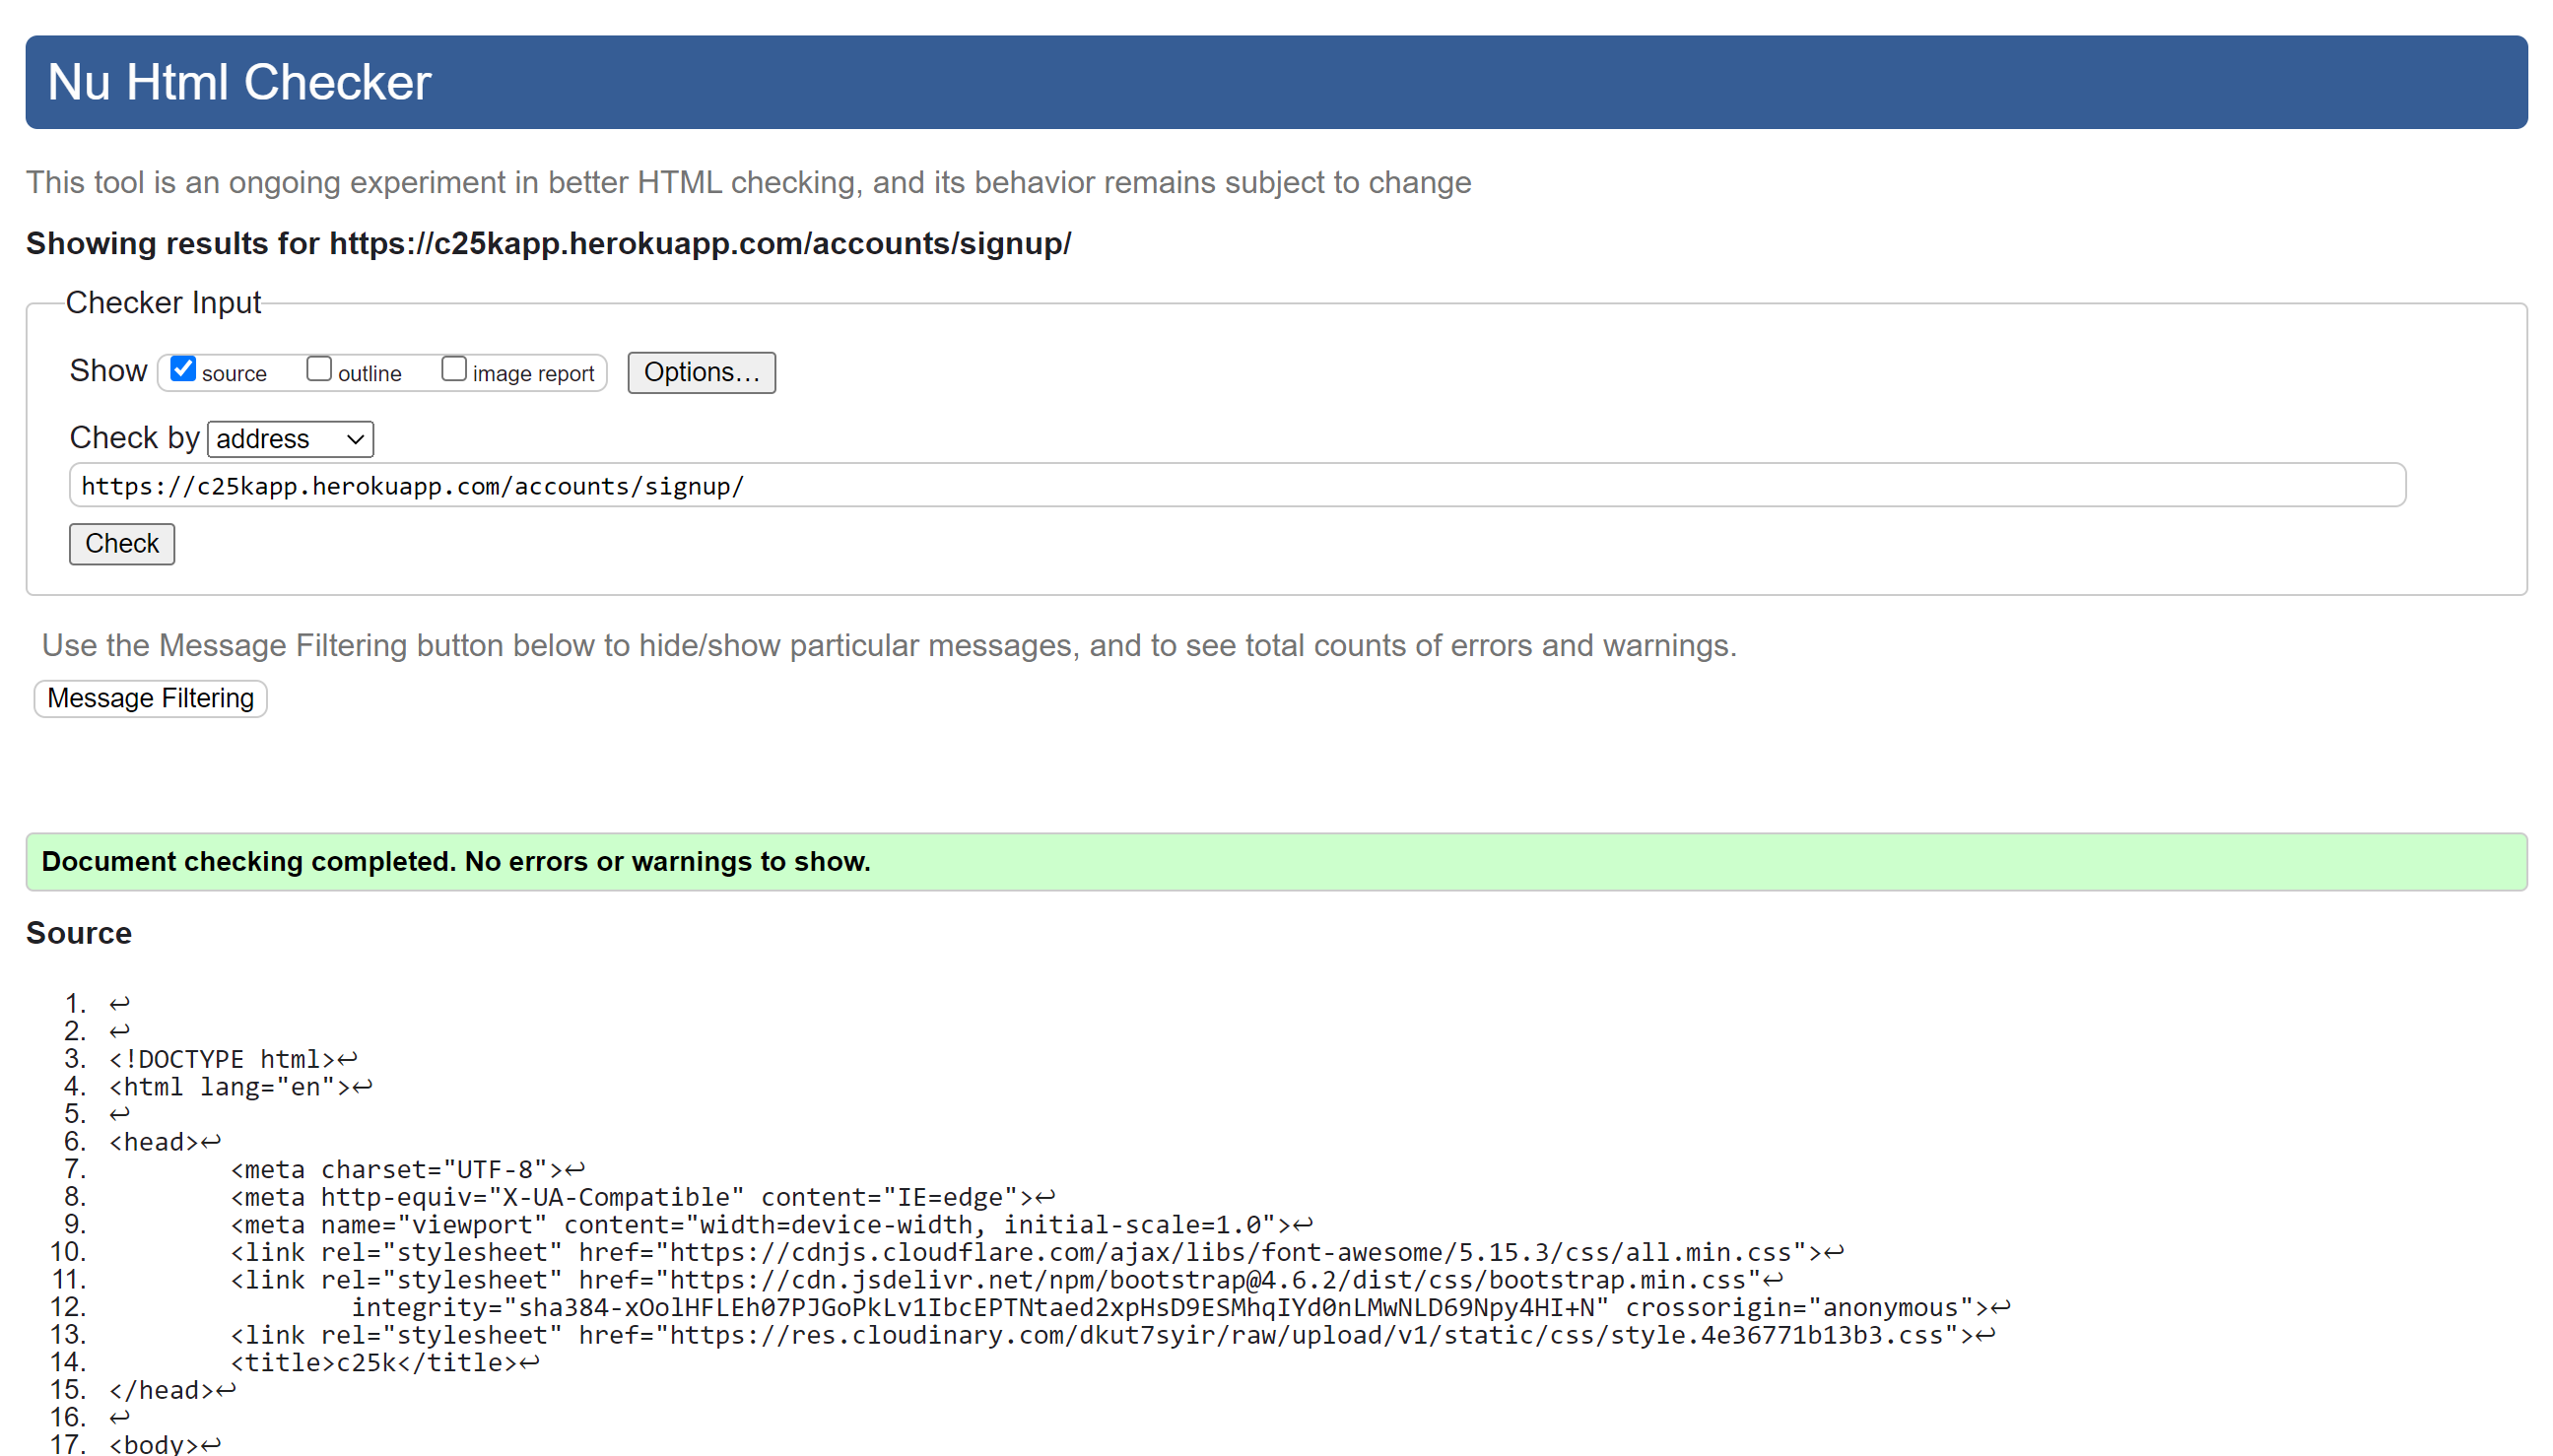 Nu Html Checker
This tool is an ongoing experiment in better HTML checking, and its behavior remains subject to change
Showing results for https://c25kapp.herokuapp.com/accounts/signup/
Checker Input
Show source outline image report Options...
Check by address
https://c25kapp.herokuapp.com/accounts/signup/
Check
Use the Message Filtering button below to hide/show particular messages, and to see total counts of errors and warnings.
Message Filtering
Document checking completed. No errors or warnings to show.
Source
1. ↩
2. ↩
3. <!DOCTYPE html>↩
4. <html lang="en">↩
5. ↩
6. <head>↩
7. <meta charset="UTF-8">↩
8. <meta http-equiv="X-UA-Compatible" content="IE=edge">↩
9. <meta name="viewport" content="width=device-width, initial-scale=1.0">↩
10. <link rel="stylesheet" href="https://cdnjs.cloudflare.com/ajax/libs/font-awesome/5.15.3/css/all.min.css">↩
11. <link rel="stylesheet" href="https://cdn.jsdelivr.net/npm/bootstrap@4.6.2/dist/css/bootstrap.min.css"↩
12. integrity="sha384-xOolHFLEh07PJGoPkLv1IbcEPTNtaed2xpHsD9ESMhqIYd0nLMwNLD69Npy4HI+N" crossorigin="anonymous">↩
13. <link rel="stylesheet" href="https://res.cloudinary.com/dkut7syir/raw/upload/v1/static/css/style.4e36771b13b3.css">↩
14. <title>c25k</title>↩
15. </head>↩
16. ↩
17. <body>↩